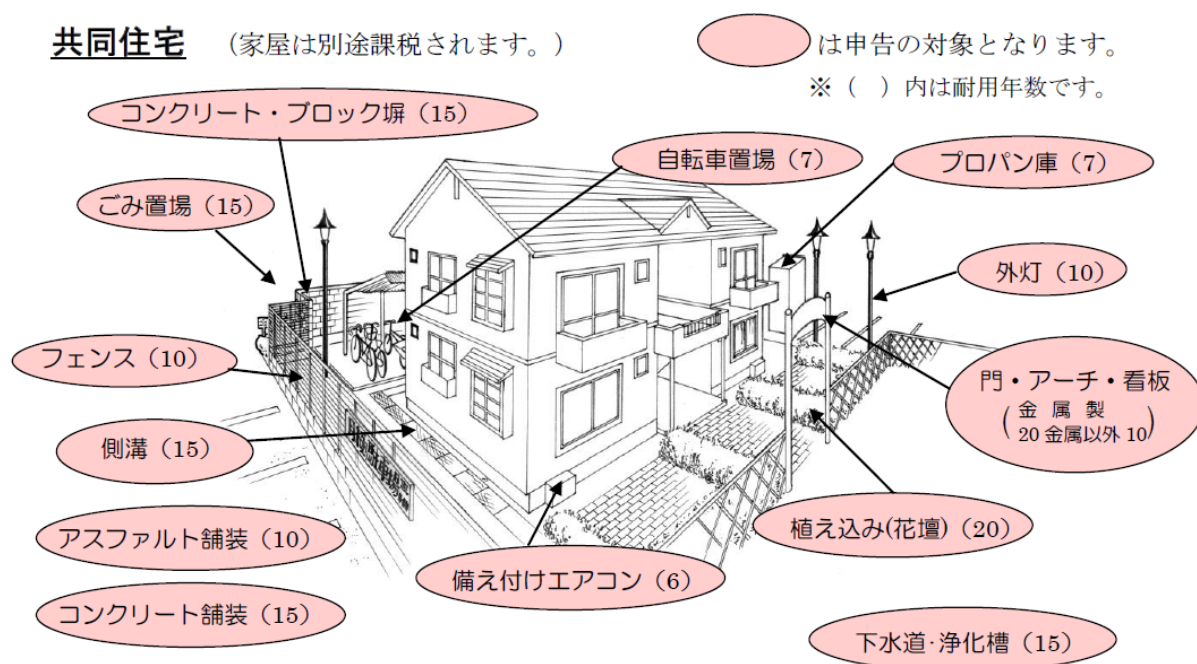 共同住宅 （家屋は別途課税されます。）
は申告の対象となります。
※（ ）内は耐用年数です。
コンクリート・ブロック塀（15）
自転車置場（7）
プロパン庫（7）
ごみ置場（15）
外灯（10）
フェンス（10）
門・アーチ・看板
（金属製
20金属以外10）
側溝（15）
アスファルト舗装（10）
植え込み(花壇)（20）
備え付けエアコン（6）
コンクリート舗装（15）
下水道・浄化槽（15）